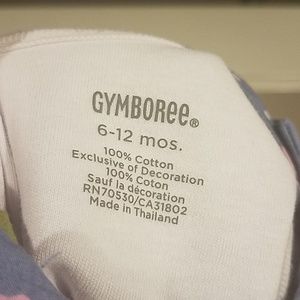 GYMBOREE®
6-12 mos.
100% Cotton
Exclusive of Decoration
100% Coton
Sauf la décoration
RN70530/CA31802
Made in Thailand